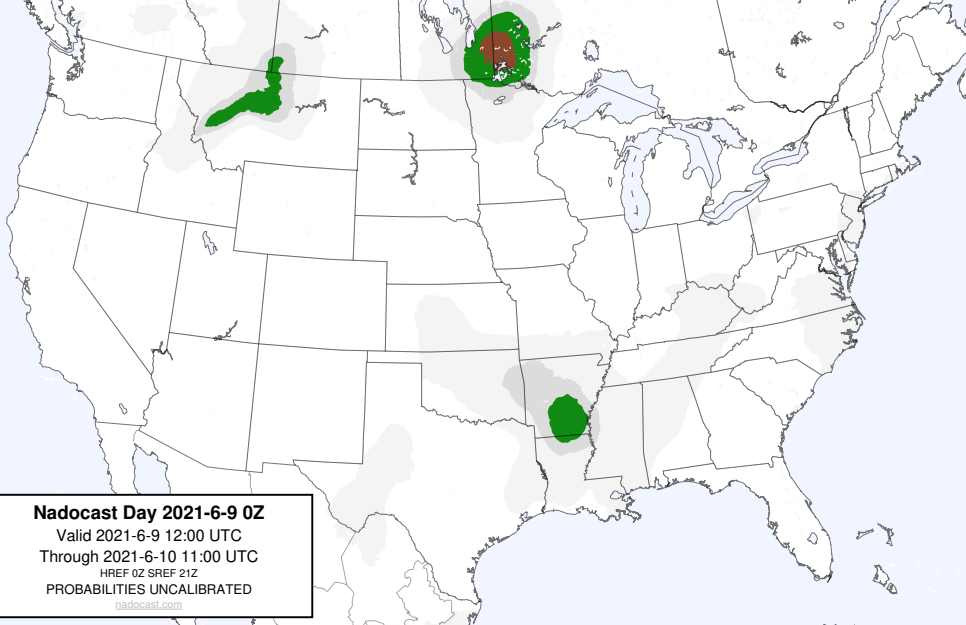 Nadocast Day 2021-6-9 0Z
Valid 2021-6-9 12:00 UTC
Through 2021-6-10 11:00 UTC
HREF 0Z SREF 21Z
PROBABILITIES UNCALIBRATED
nadocast.com